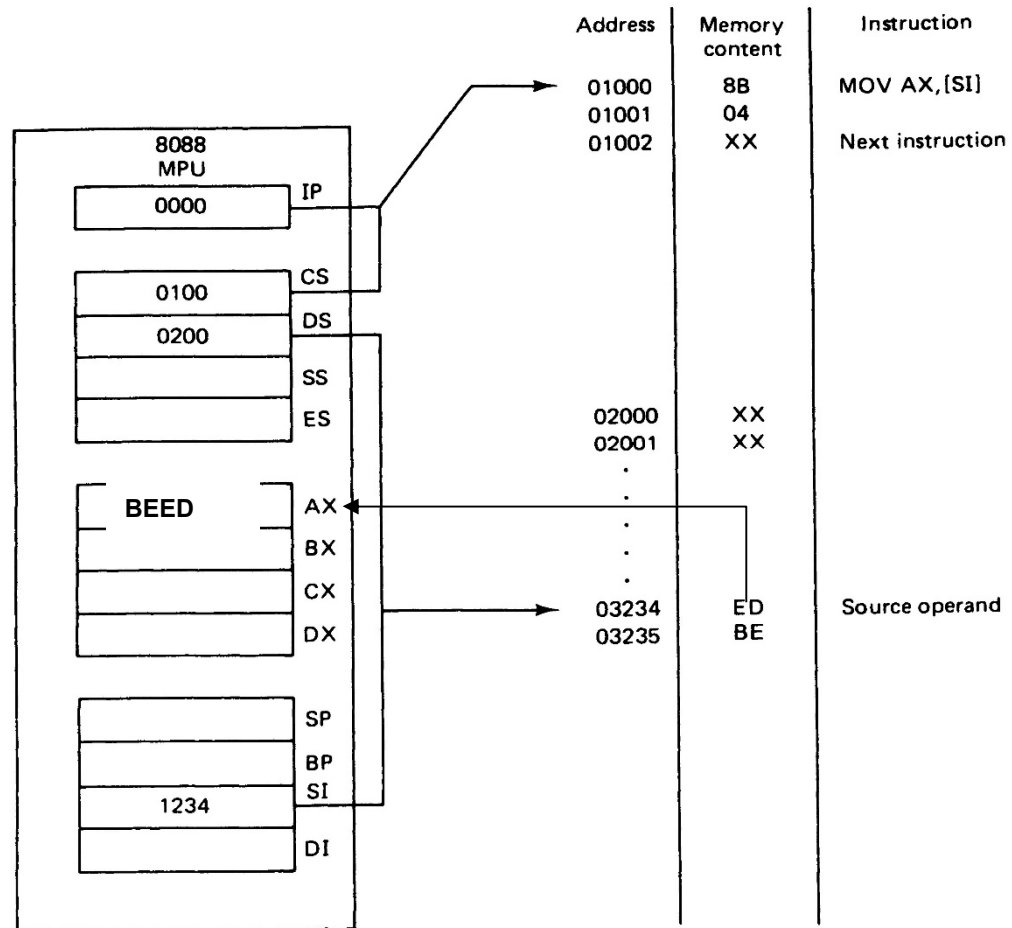 8088
MPU
0000
IP
0100
CS
0200
DS
SS
ES
BEED
AX
BX
CX
DX
SP
BP
1234
SI
DI
Address Memory content Instruction
01000 8B MOV AX,[SI]
01001 04
01002 XX Next instruction
02000 XX
02001 XX
03234 ED Source operand
03235 BE